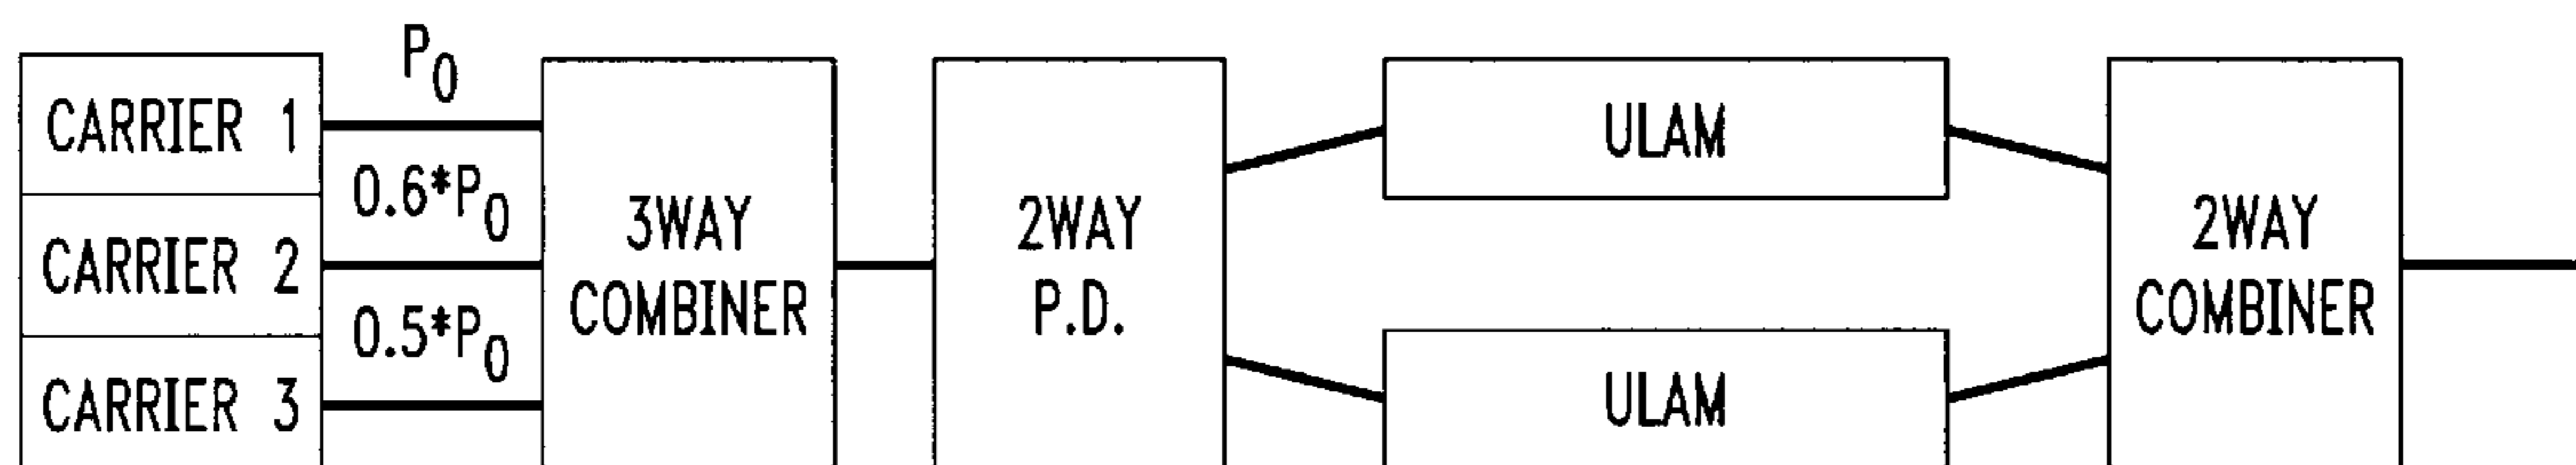 P0
CARRIER 1
0.6*P0
CARRIER 2
0.5*P0
CARRIER 3
3WAY
COMBINER
2WAY
P.D.
ULAM
ULAM
2WAY
COMBINER